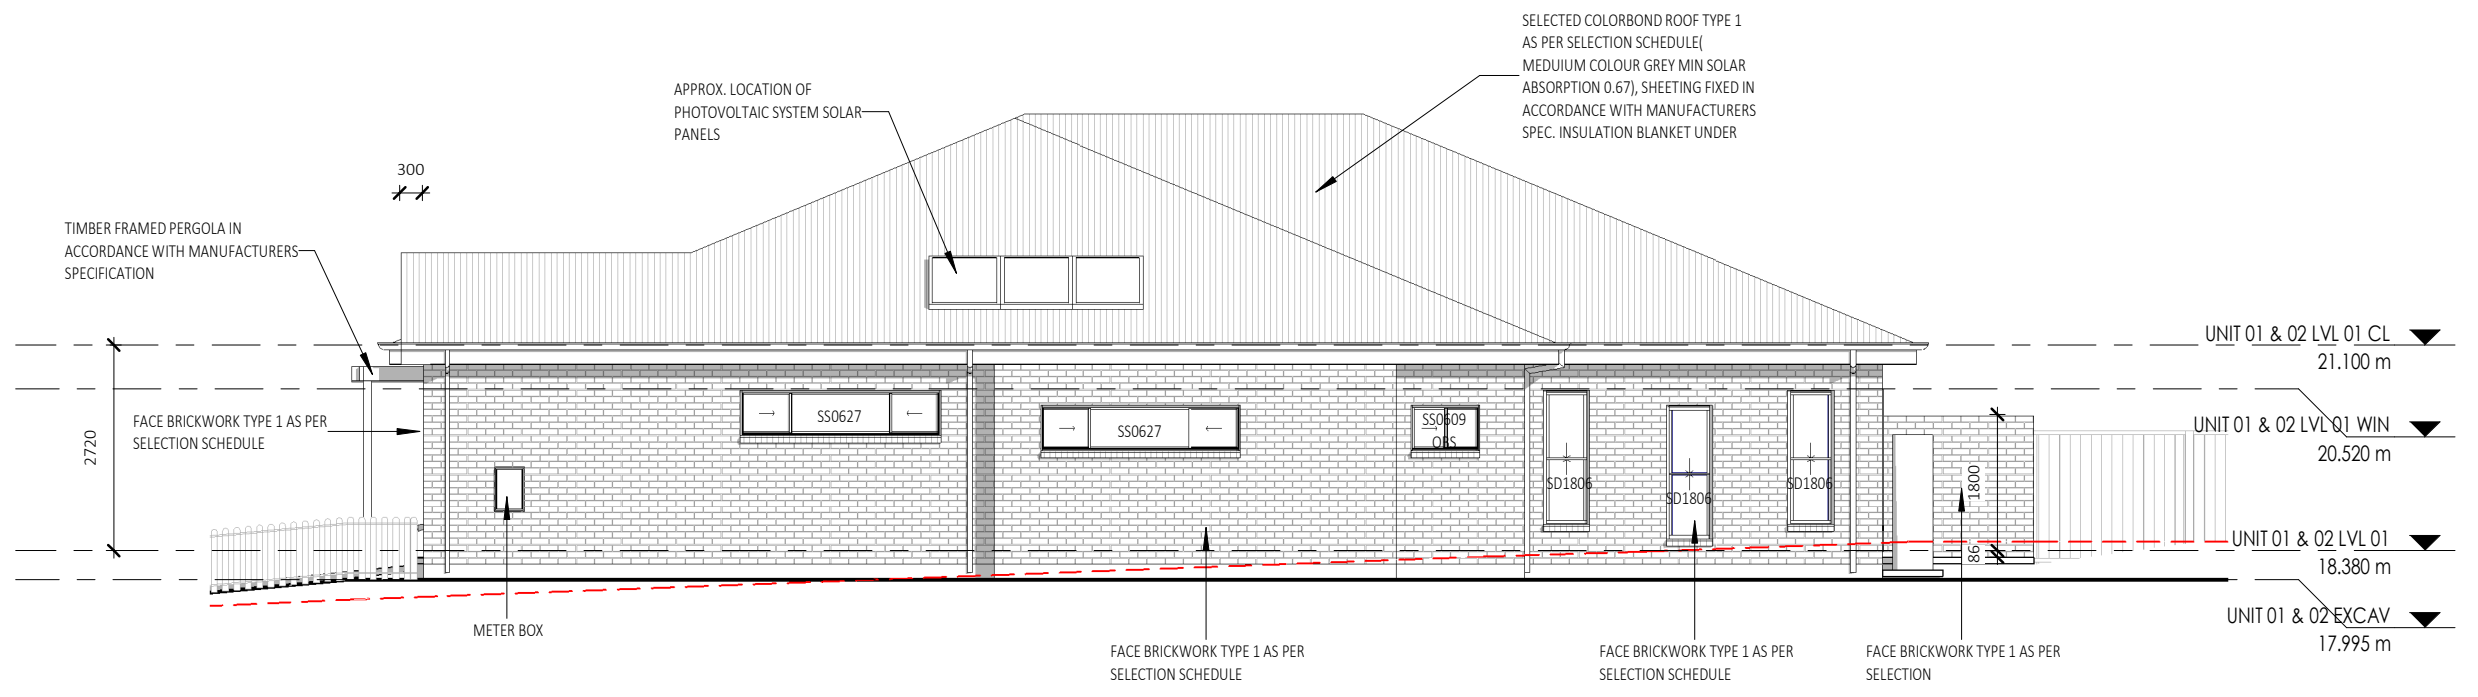 SELECTED COLORBOND ROOF TYPE 1
AS PER SELECTION SCHEDULE(
MEDUIUM COLOUR GREY MIN SOLAR
ABSORPTION 0.67), SHEETING FIXED IN
ACCORDANCE WITH MANUFACTURERS
SPEC. INSULATION BLANKET UNDER
APPROX. LOCATION OF
PHOTOVOLTAIC SYSTEM SOLAR
PANELS
300
TIMBER FRAMED PERGOLA IN
ACCORDANCE WITH MANUFACTURERS
SPECIFICATION
UNIT 01 & 02 LVL 01 CL
21.100 m
FACE BRICKWORK TYPE 1 AS PER
SELECTION SCHEDULE
2720
SS0627
SS0627
SS0609
OBS
SD1806
SD1806
SD1806
UNIT 01 & 02 LVL 01 WIN
20.520 m
1800
86
UNIT 01 & 02 LVL 01
18.380 m
UNIT 01 & 02 EXCAV
17.995 m
METER BOX
FACE BRICKWORK TYPE 1 AS PER
SELECTION SCHEDULE
FACE BRICKWORK TYPE 1 AS PER
SELECTION SCHEDULE
FACE BRICKWORK TYPE 1 AS PER
SELECTION